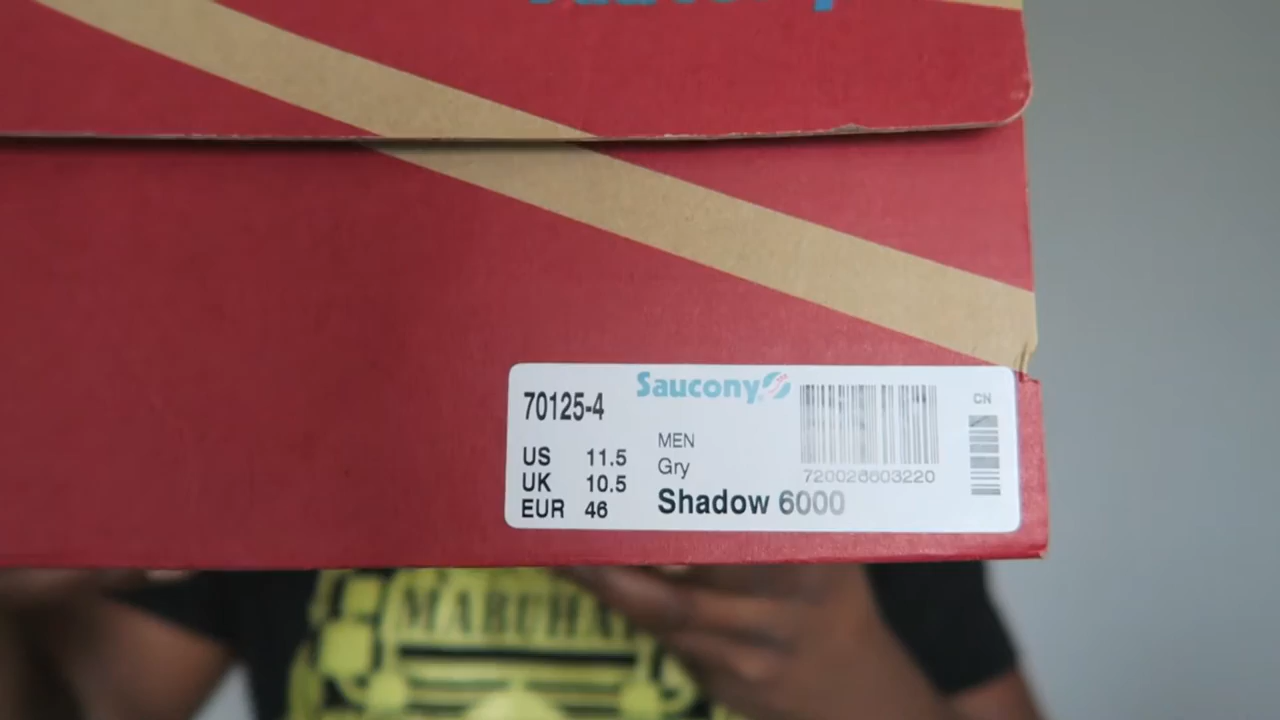 Saucony
70125-4
CN
US 11.5
UK 10.5
EUR 46
MEN
Gry
Shadow 6000
720026603220